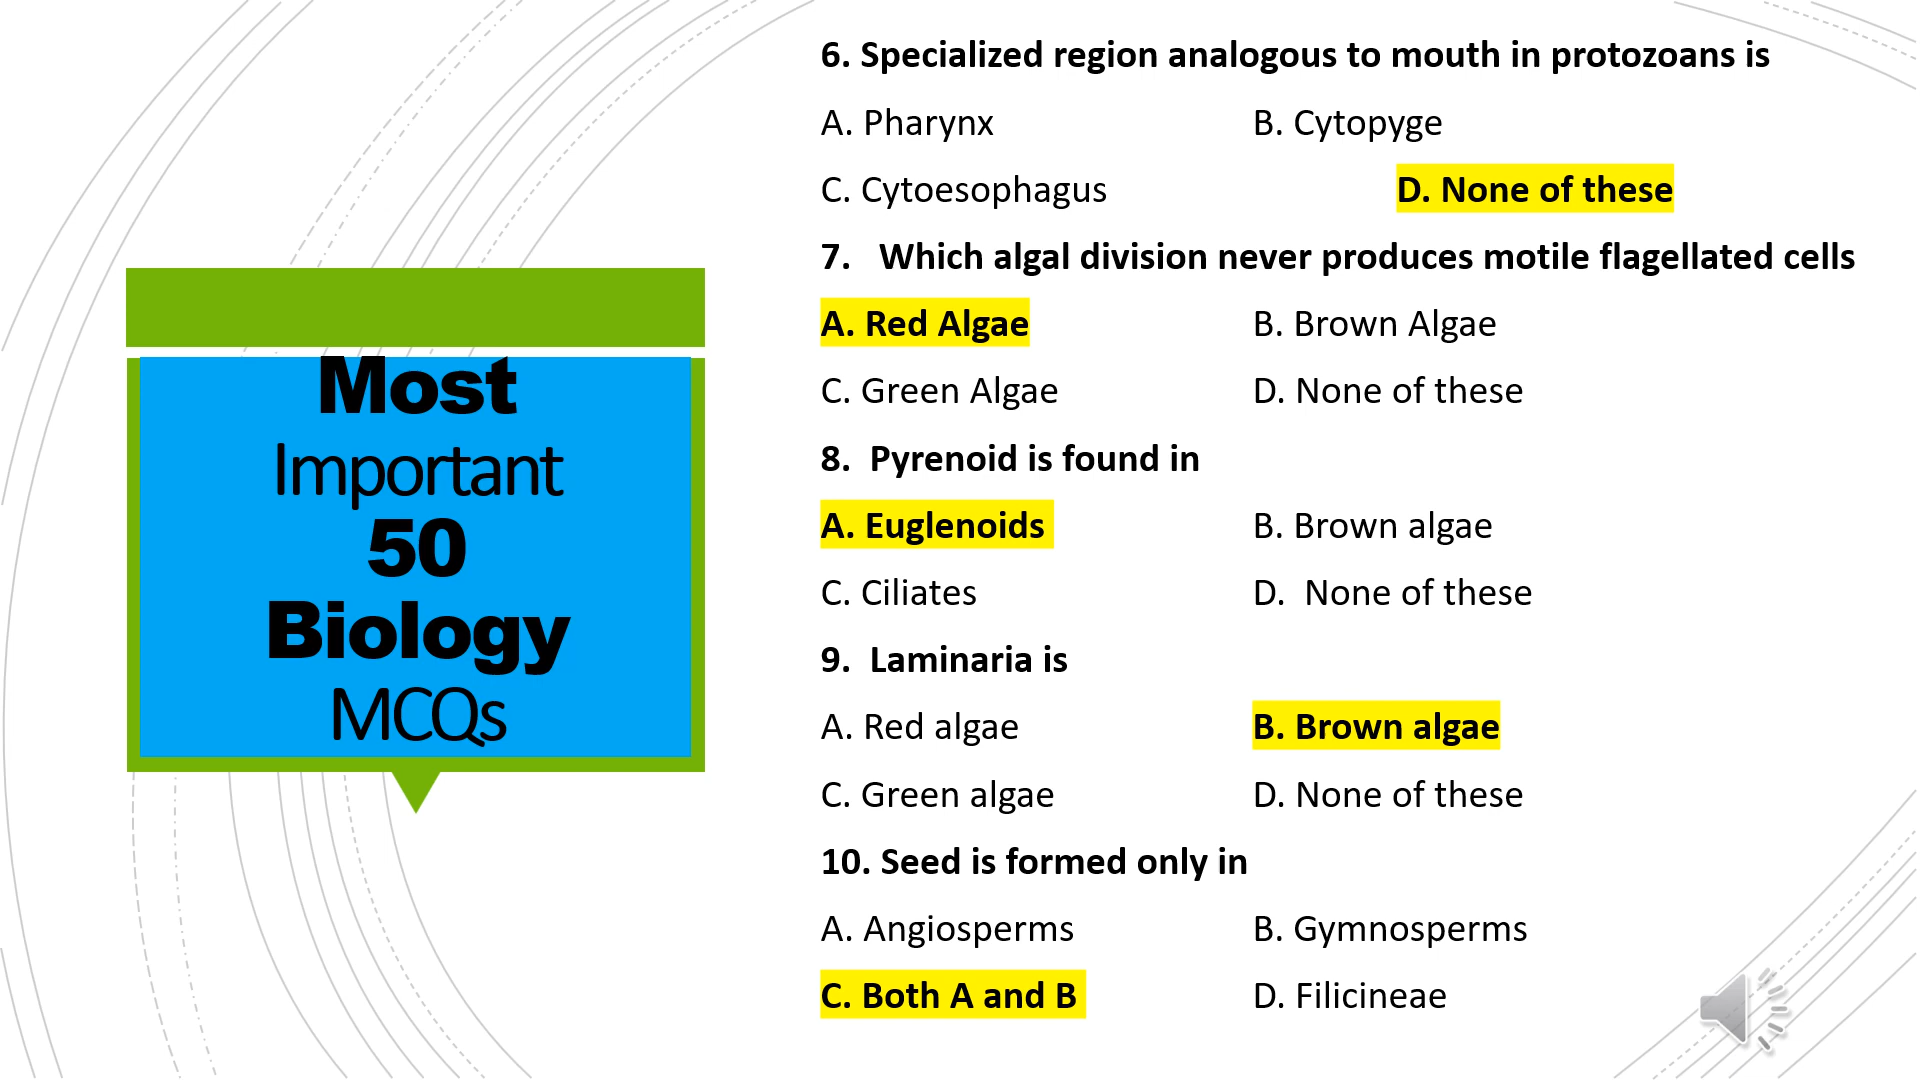 Most
Important
50
Biology
MCQs
6. Specialized region analogous to mouth in protozoans is
A. Pharynx B. Cytopyge
C. Cytoesophagus D. None of these
7. Which algal division never produces motile flagellated cells
A. Red Algae B. Brown Algae
C. Green Algae D. None of these
8. Pyrenoid is found in
A. Euglenoids B. Brown algae
C. Ciliates D. None of these
9. Laminaria is
A. Red algae B. Brown algae
C. Green algae D. None of these
10. Seed is formed only in
A. Angiosperms B. Gymnosperms
C. Both A and B D. Filicineae